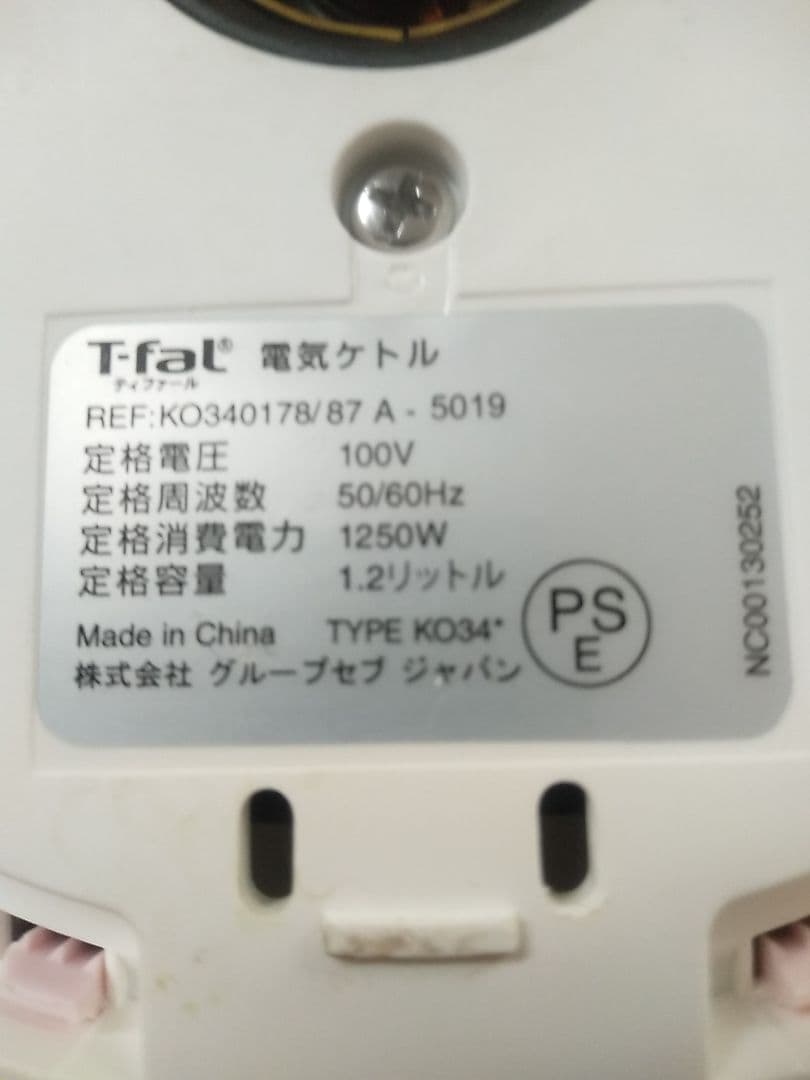 T-fal® 電気ケトル
ティファール
REF:KO340178/87 A - 5019
定格電圧 100V
定格周波数 50/60Hz
定格消費電力 1250W
定格容量 1.2リットル
Made in China TYPE KO34*
株式会社 グループセブ ジャパン
PS
E
NC00130252